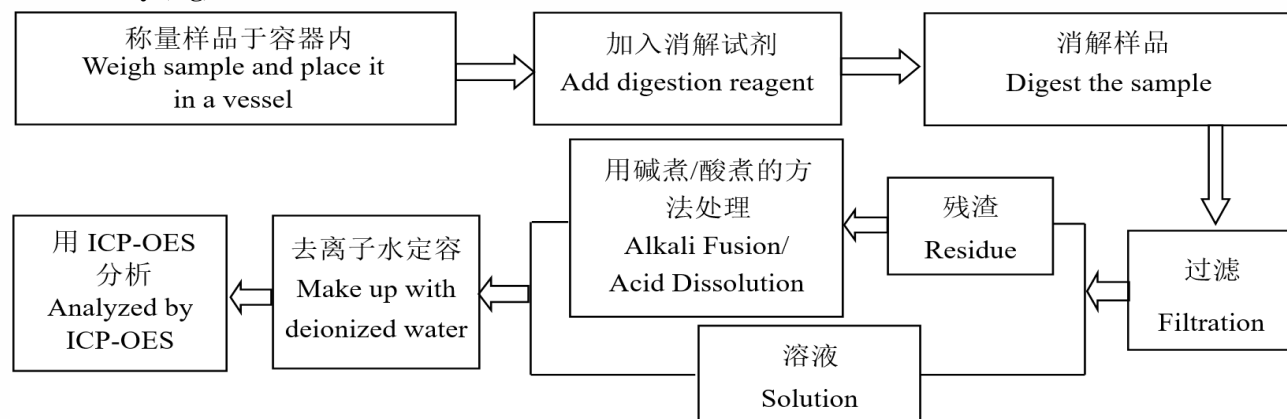 称量样品于容器内
Weigh sample and place it
in a vessel
加入消解试剂
Add digestion reagent
消解样品
Digest the sample
过滤
Filtration
残渣
Residue
用碱煮/酸煮的方
法处理
Alkali Fusion/
Acid Dissolution
溶液
Solution
去离子水定容
Make up with
deionized water
用 ICP-OES
分析
Analyzed by
ICP-OES